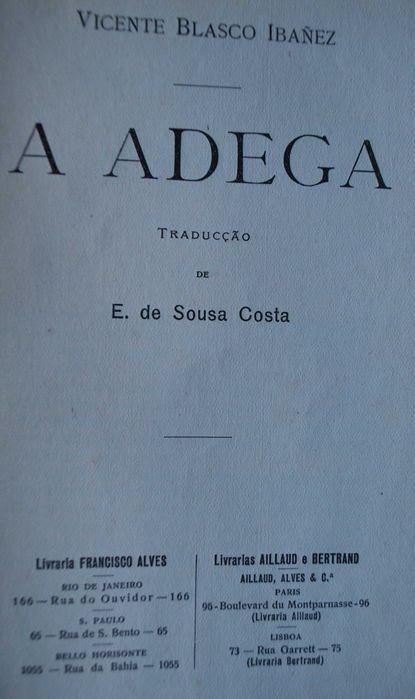 VICENTE BLASCO IBAÑEZ
A ADEGA
TRADUCÇÃO
DE
E. de Sousa Costa
Livraria FRANCISCO ALVES
RIO DE JANEIRO
166 — Rua do Ouvidor — 166
S. PAULO
65 — Rua de S. Bento — 65
BELLO HORISONTE
1055 — Rua da Bahia — 1055
Livrarias AILLAUD e BERTRAND
AILLAUD, ALVES & C.ª
PARIS
96-Boulevard du Montparnasse-96
(Livraria Aillaud)
LISBOA
73 — Rua Garrett — 75
(Livraria Bertrand)